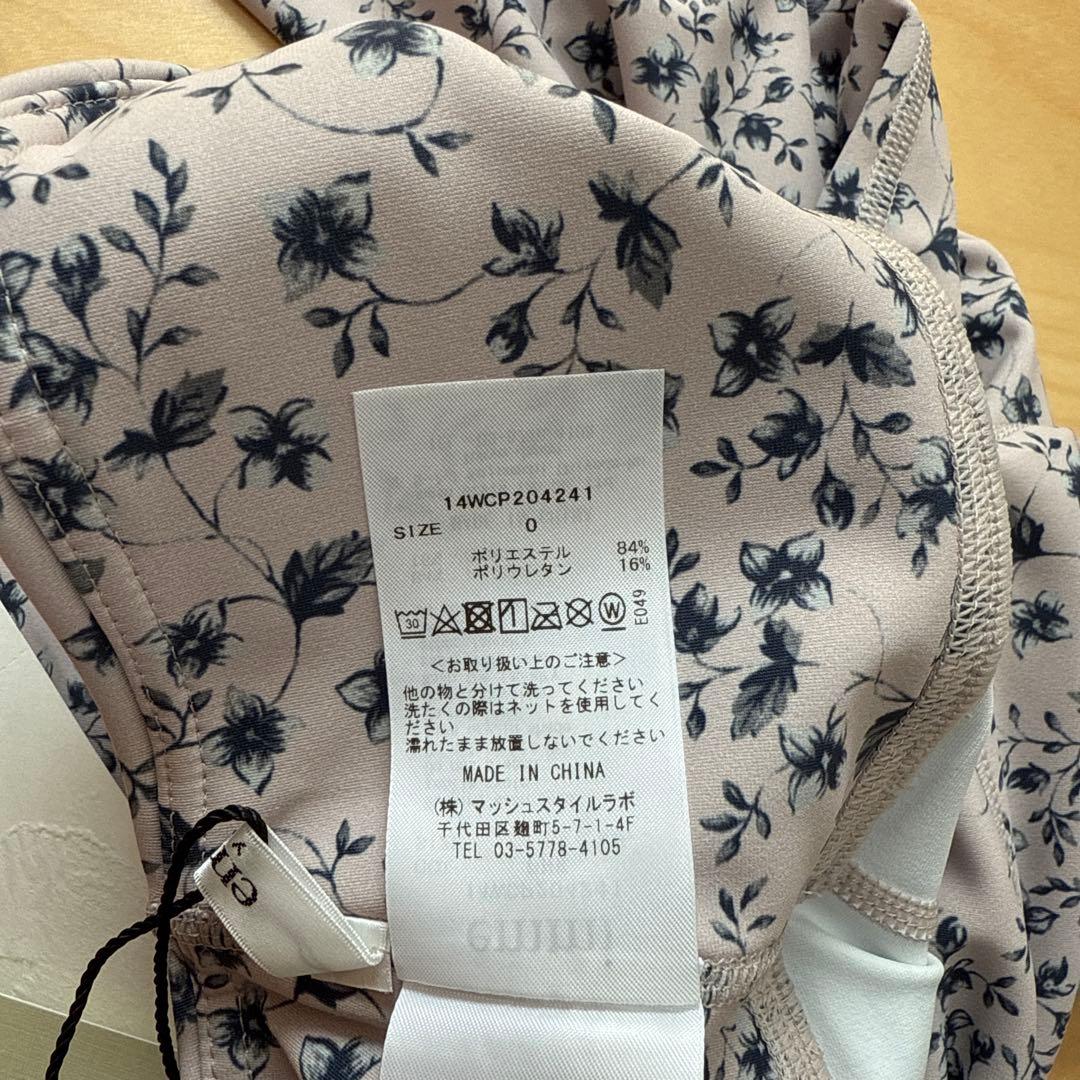 14WCP204241
SIZE 0
ポリエステル 84%
ポリウレタン 16%
30 W E049
<お取り扱い上のご注意>
他の物と分けて洗ってください
洗たくの際はネットを使用してく
ださい
濡れたまま放置しないでください
MADE IN CHINA
(株) マッシュスタイルラボ
千代田区麹町5-7-1-4F
TEL 03-5778-4105
14WCP204241
emmi